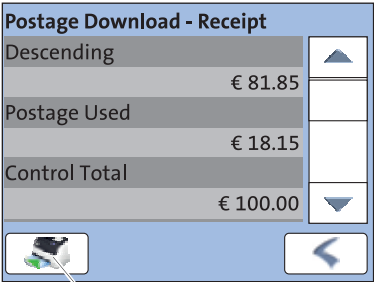 Postage Download - Receipt
Descending
€ 81.85
Postage Used
€ 18.15
Control Total
€ 100.00